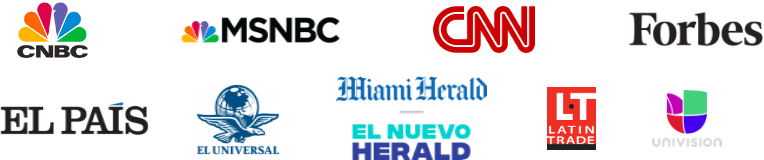 CNBC
MSNBC
CNN
Forbes
EL PAÍS
EL UNIVERSAL
Miami Herald
EL NUEVO
HERALD
LT
LATIN
TRADE
univision